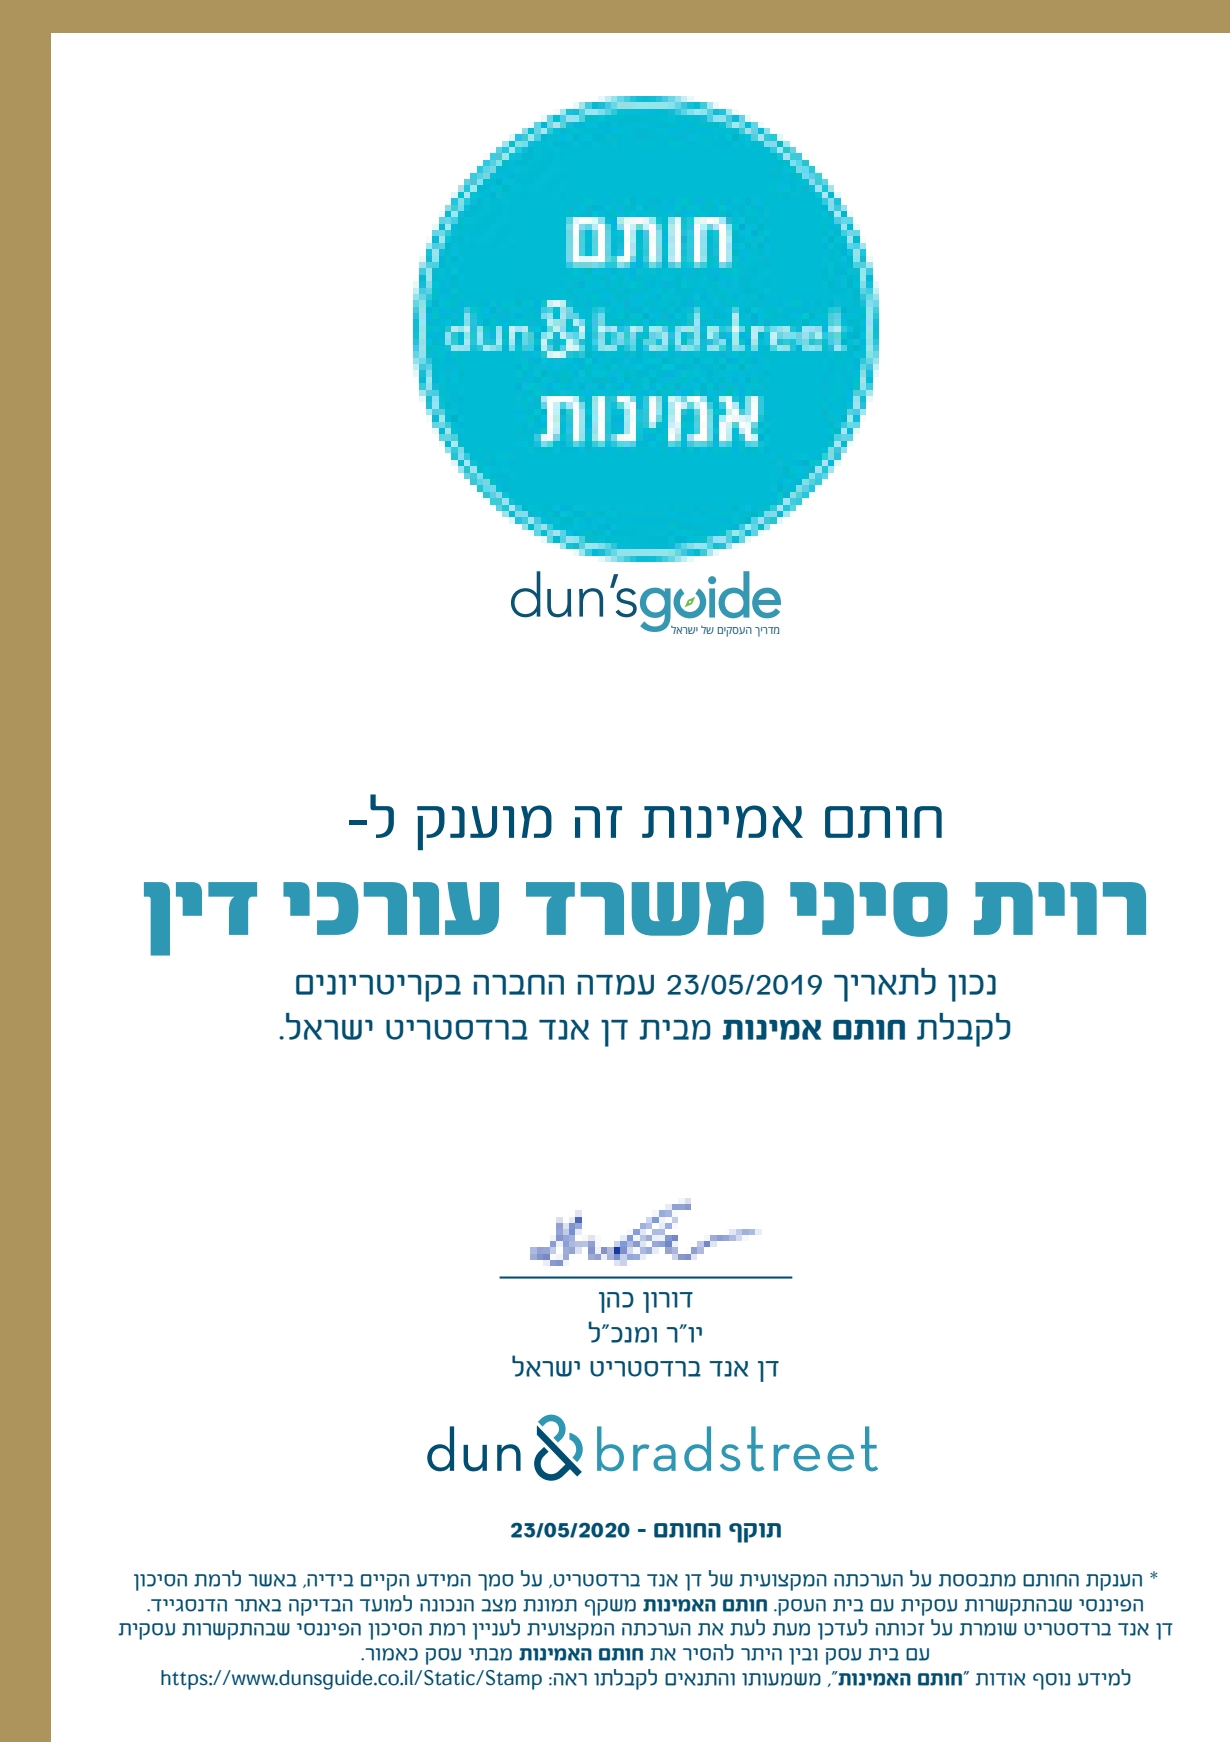 חותם
dun&bradstreet
אמינות
dun'sguide
מדריך העסקים של ישראל
חותם אמינות זה מוענק ל-
רוית סיני משרד עורכי דין
נכון לתאריך 23/05/2019 עמדה החברה בקריטריונים
לקבלת חותם אמינות מבית דן אנד ברדסטריט ישראל.
דורון כהן
יו"ר ומנכ"ל
דן אנד ברדסטריט ישראל
dun&bradstreet
תוקף החותם - 23/05/2020
* הענקת החותם מתבססת על הערכתה המקצועית של דן אנד ברדסטריט, על סמך המידע הקיים בידיה, באשר לרמת הסיכון
הפיננסי שבהתקשרות עסקית עם בית העסק. חותם האמינות משקף תמונת מצב הנכונה למועד הבדיקה באתר הדנסגייד.
דן אנד ברדסטריט שומרת על זכותה לעדכן מעת לעת את הערכתה המקצועית לעניין רמת הסיכון הפיננסי שבהתקשרות עסקית
עם בית עסק ובין היתר להסיר את חותם האמינות מבתי עסק כאמור.
למידע נוסף אודות "חותם האמינות", משמעותו והתנאים לקבלתו ראה: https://www.dunsguide.co.il/Static/Stamp